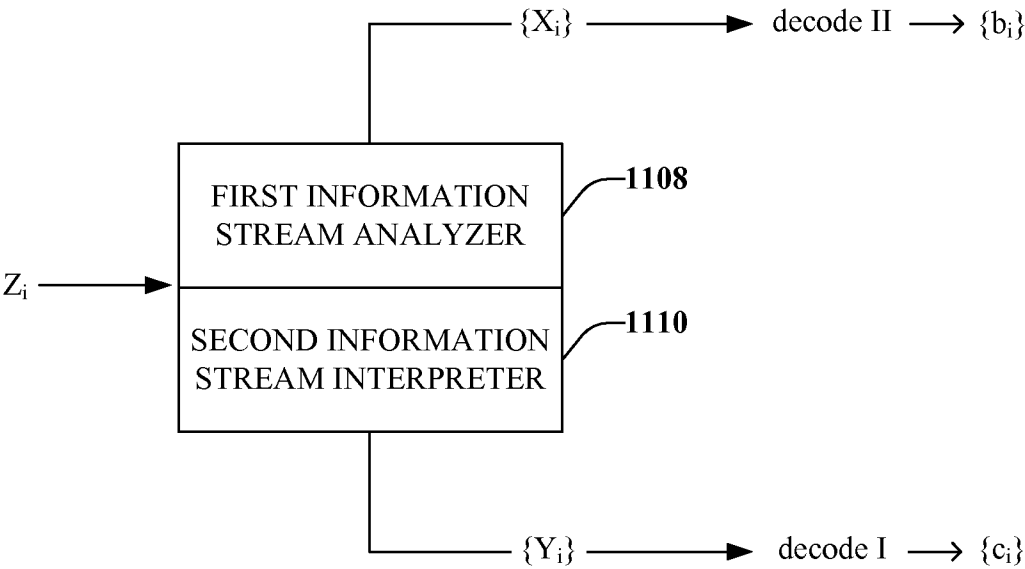 {Xi} decode II {bi}
FIRST INFORMATION
STREAM ANALYZER
1108
Zi
SECOND INFORMATION
STREAM INTERPRETER
1110
{Yi} decode I {ci}